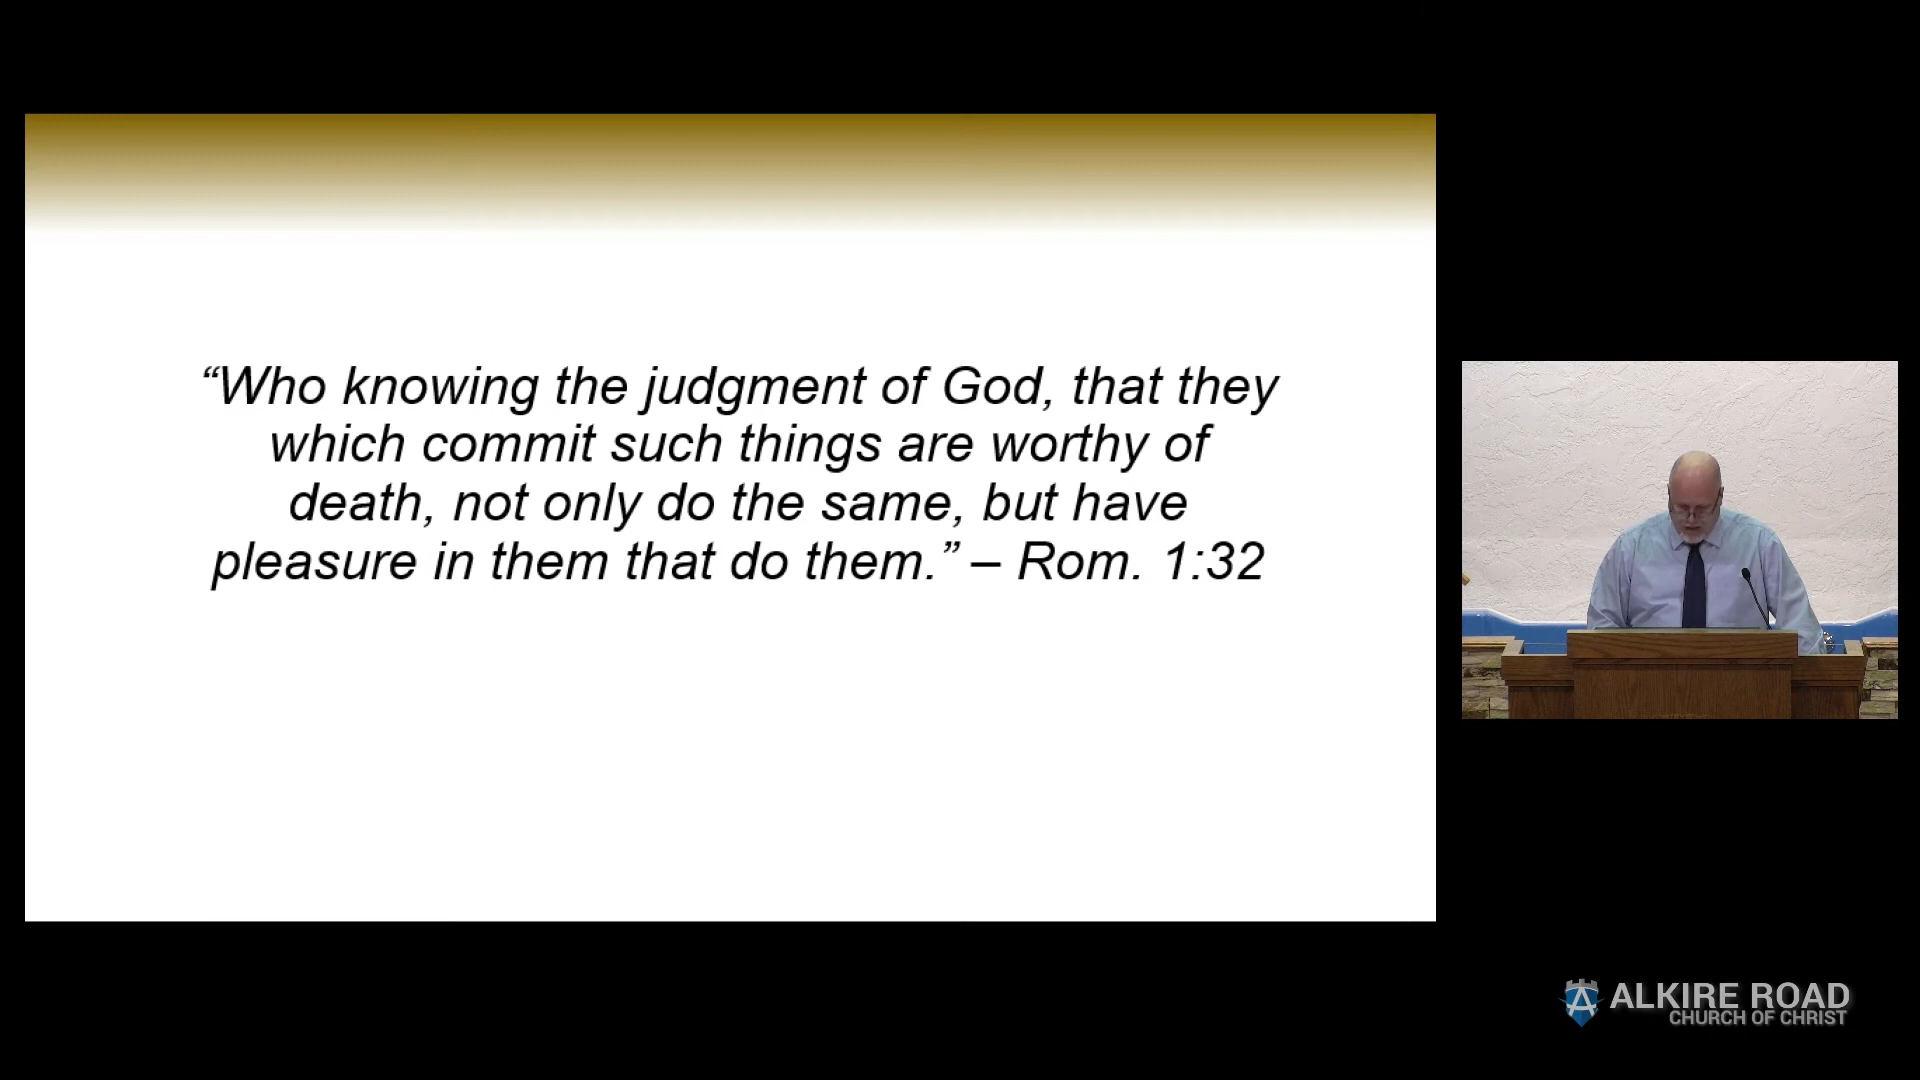 “Who knowing the judgment of God, that they
which commit such things are worthy of
death, not only do the same, but have
pleasure in them that do them.” – Rom. 1:32
ALKIRE ROAD
CHURCH OF CHRIST